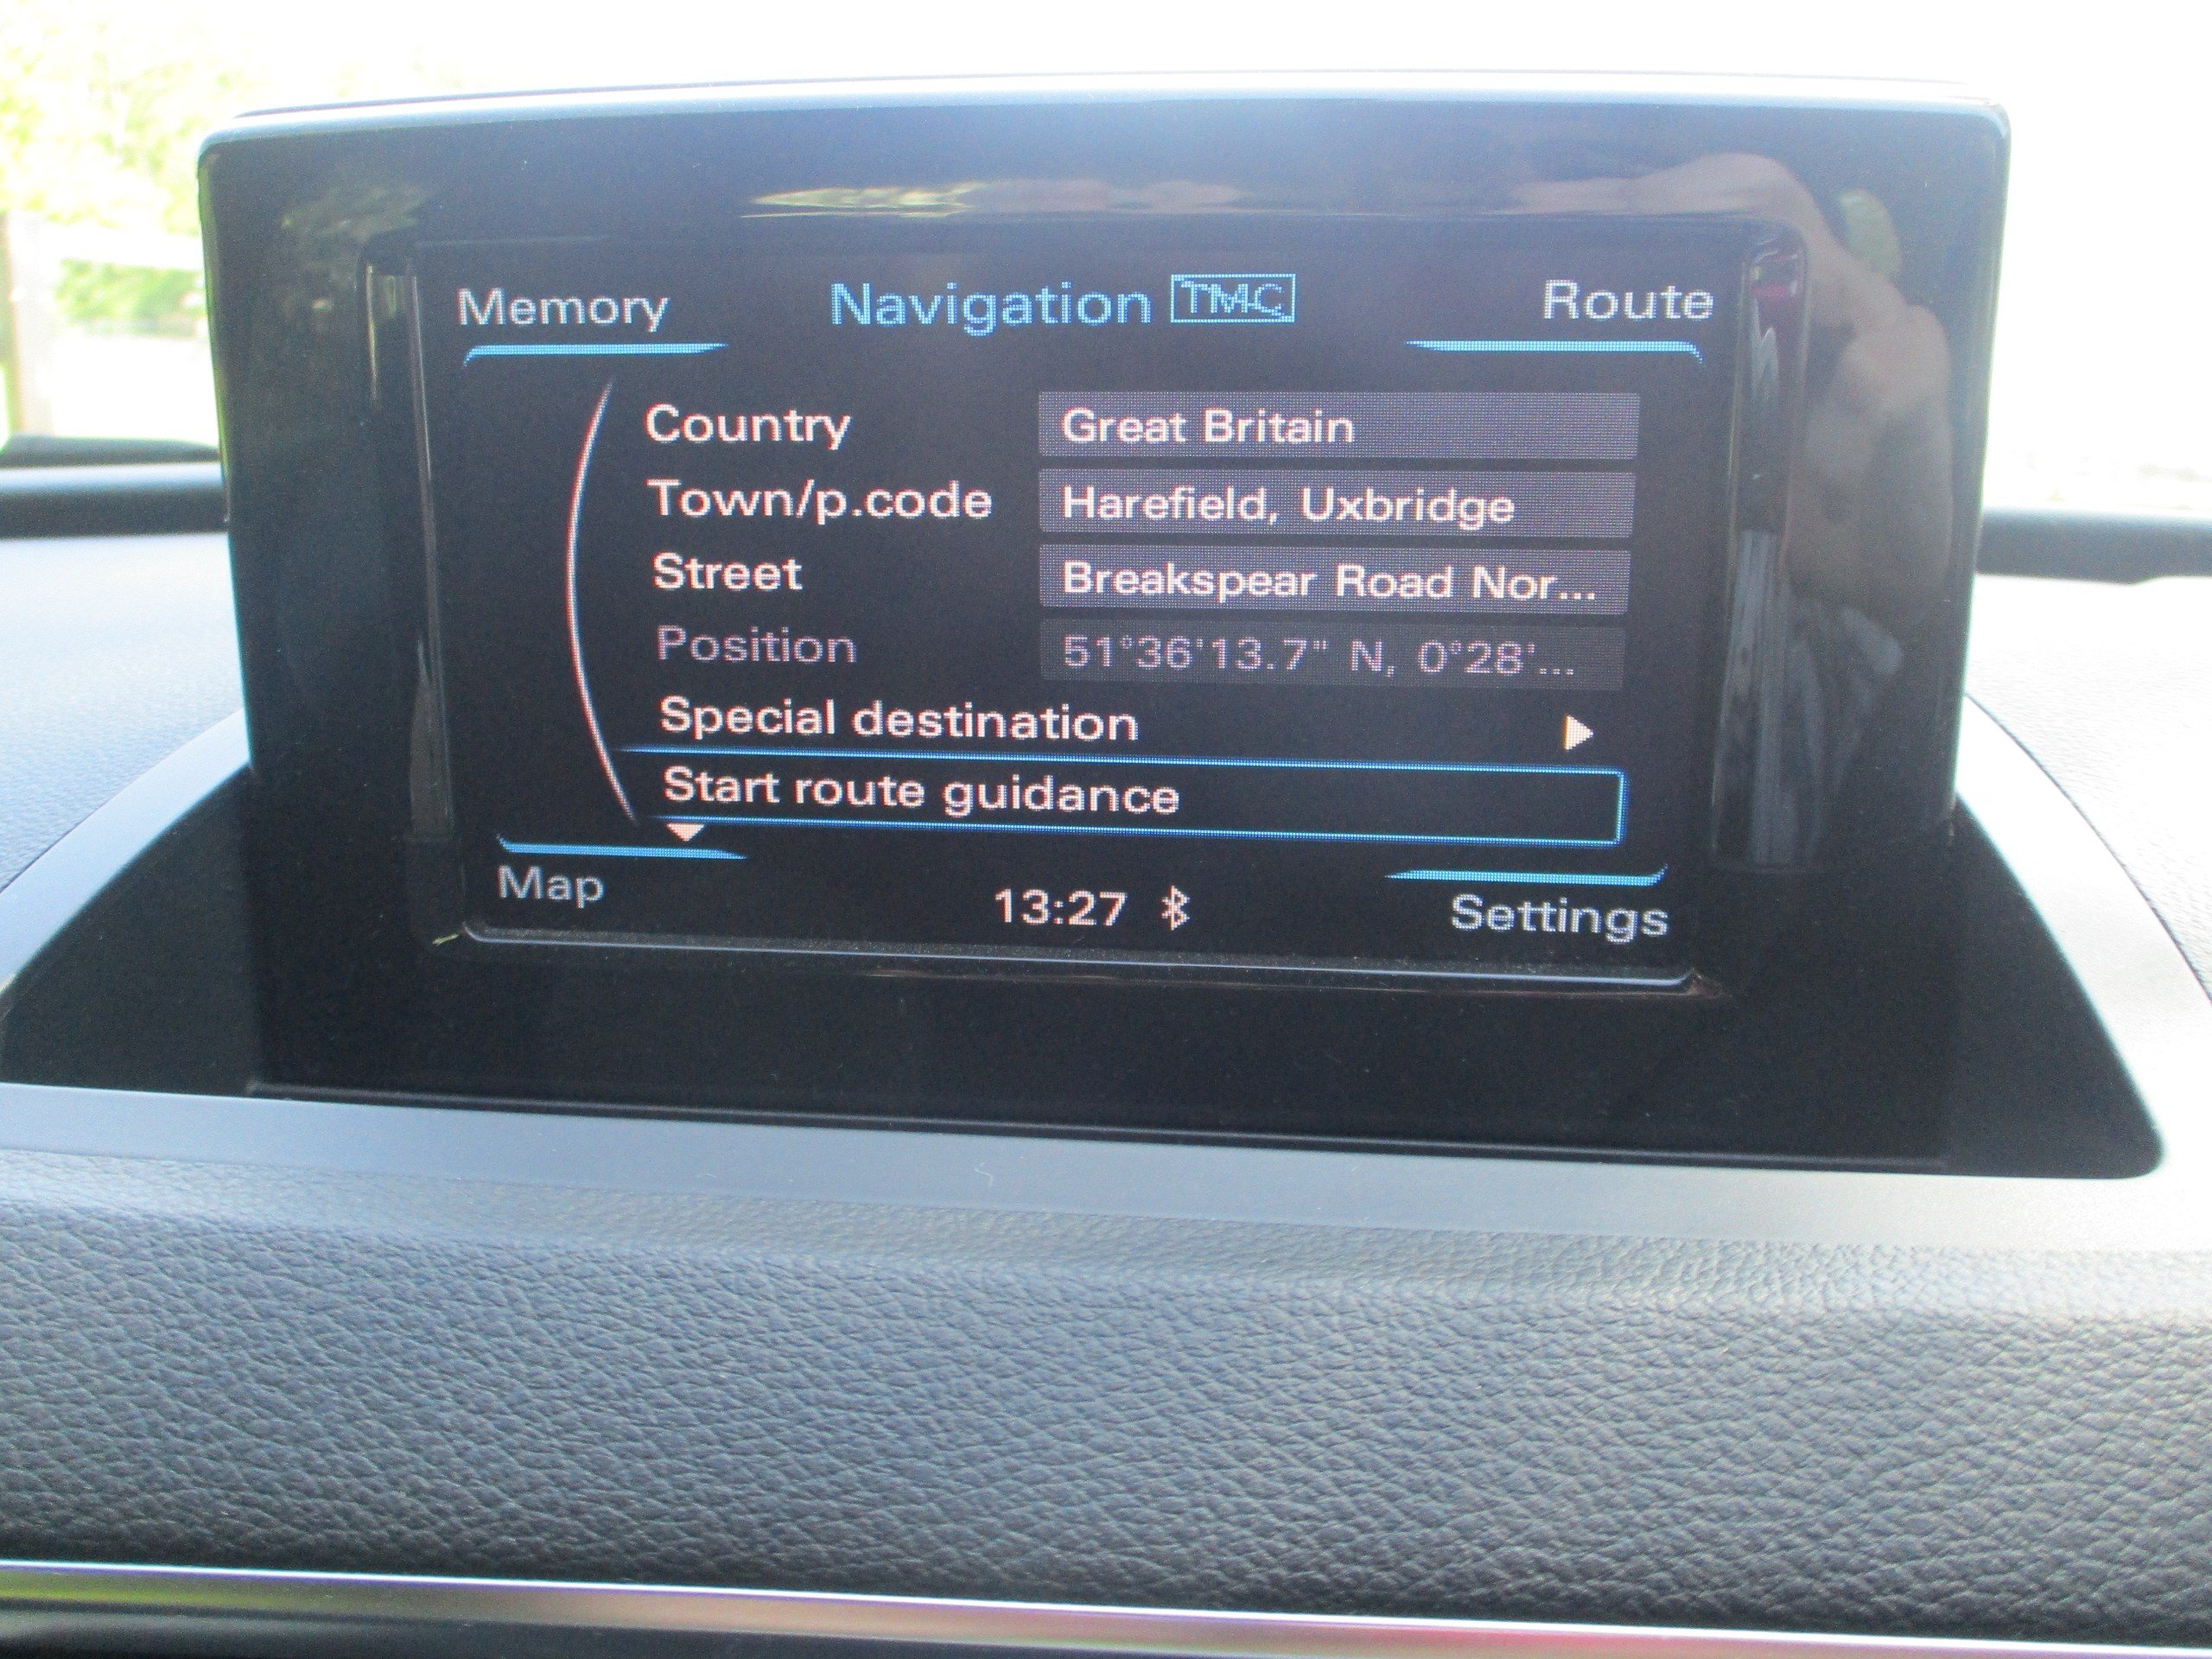 Memory Navigation TMC Route
Country Great Britain
Town/p.code Harefield, Uxbridge
Street Breakspear Road Nor...
Position 51°36'13.7" N, 0°28'...
Special destination
Start route guidance
Map 13:27 Settings